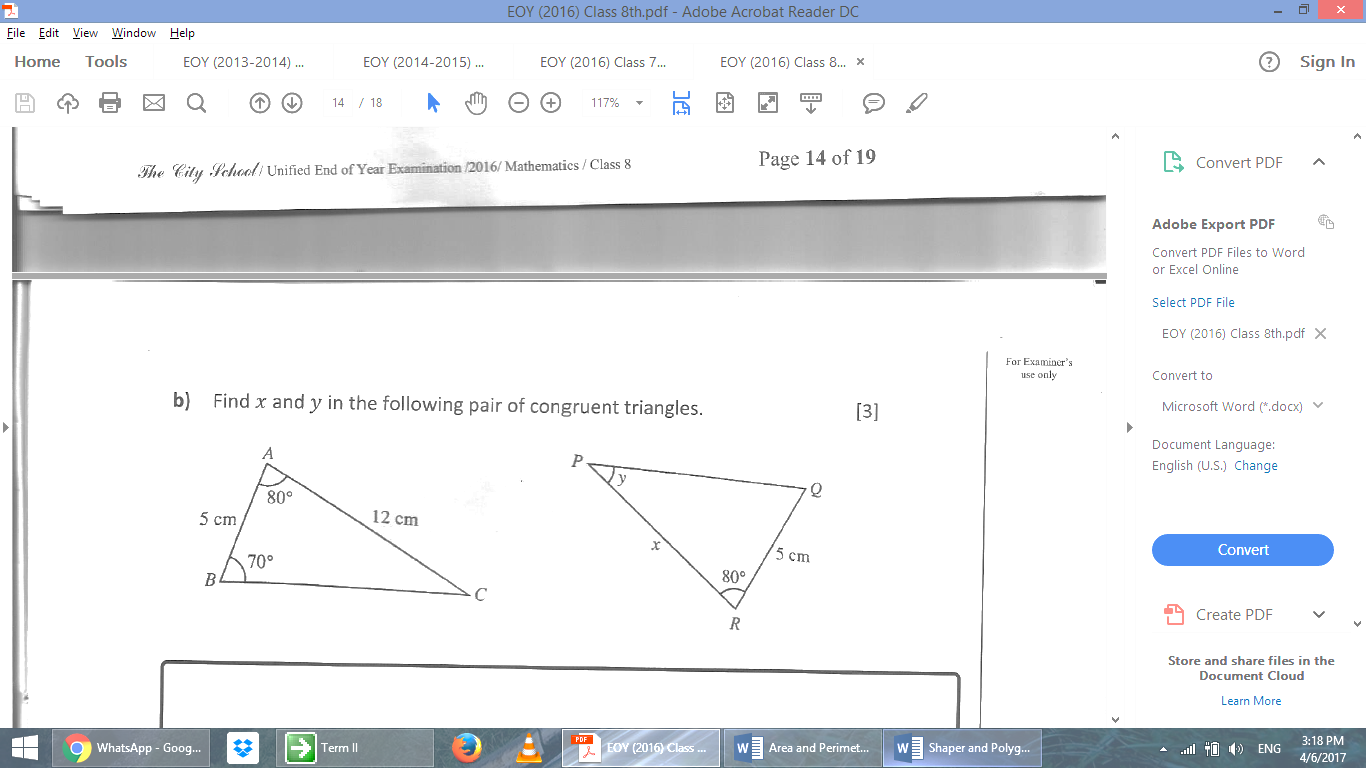 EOY (2016) Class 8th.pdf - Adobe Acrobat Reader DC
File Edit View Window Help
Home Tools EOY (2013-2014) ... EOY (2014-2015) ... EOY (2016) Class 7... EOY (2016) Class 8... × ? Sign In
14 / 18 117%
The City School / Unified End of Year Examination /2016/ Mathematics / Class 8 Page 14 of 19
For Examiner's
use only
b) Find x and y in the following pair of congruent triangles. [3]
A
80°
5 cm
12 cm
70°
B
C
P
y
Q
x
5 cm
80°
R
Convert PDF
Adobe Export PDF
Convert PDF Files to Word
or Excel Online
Select PDF File
EOY (2016) Class 8th.pdf ×
Convert to
Microsoft Word (*.docx)
Document Language:
English (U.S.) Change
Convert
Create PDF
Store and share files in the
Document Cloud
Learn More
WhatsApp - Goog... Term II PDF EOY (2016) Class ... W Area and Perimet... W Shaper and Polyg... ENG 3:18 PM
4/6/2017